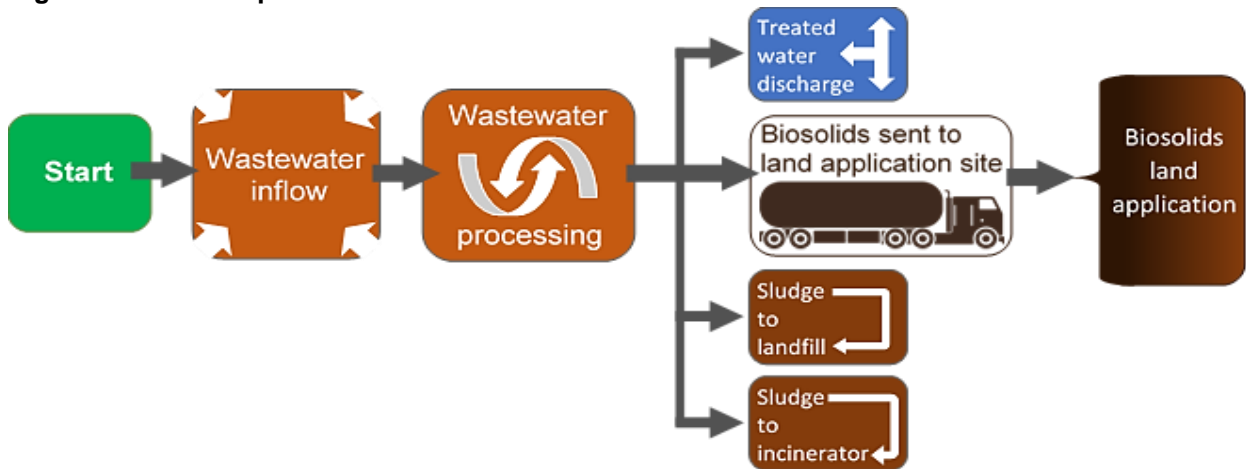 Start
Wastewater
inflow
Wastewater
processing
Treated
water
discharge
Biosolids sent to
land application site
Biosolids
land
application
Sludge
to
landfill
Sludge
to
incinerator